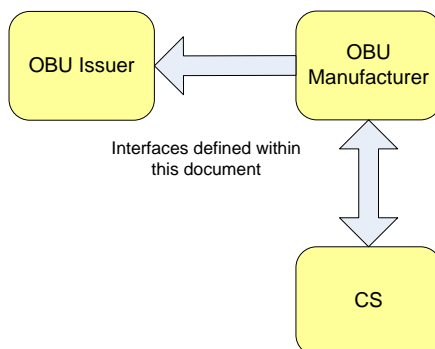 OBU Issuer
OBU
Manufacturer
Interfaces defined within
this document
CS